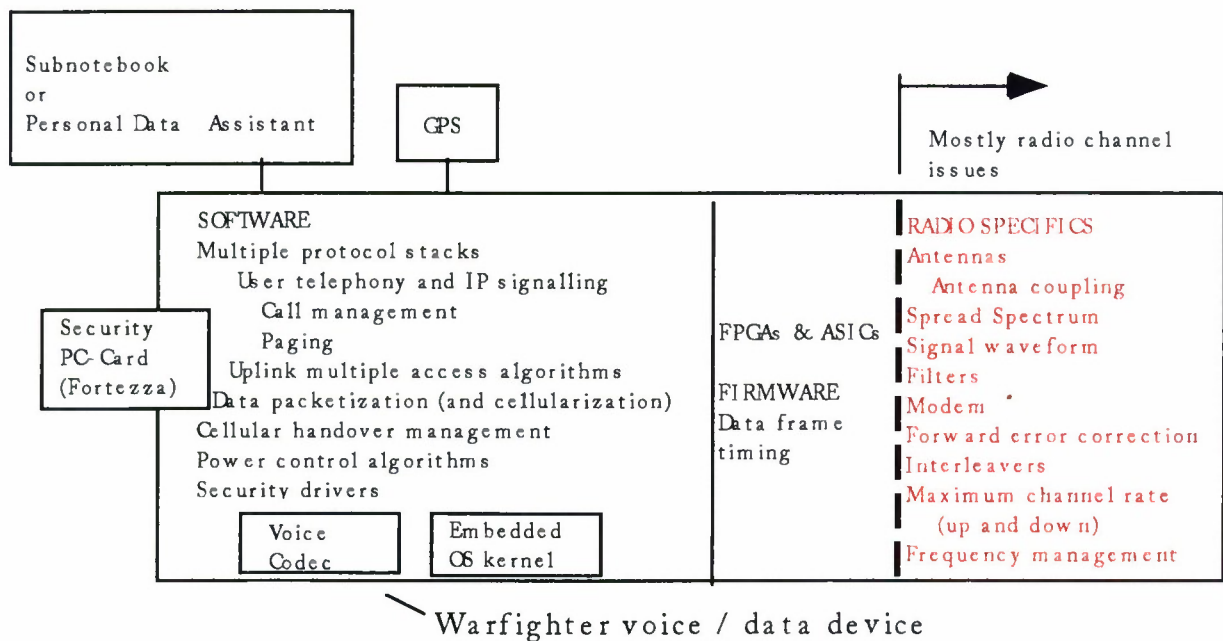 Subnotebook
or
Personal Data Assistant
GPS
Mostly radio channel
issues
SOFTWARE
Multiple protocol stacks
User telephony and IP signalling
Call management
Paging
Uplink multiple access algorithms
Data packetization (and cellularization)
Cellular handover management
Power control algorithms
Security drivers
Security
PC-Card
(Fortezza)
Voice
Codec
Embedded
OS kernel
FPGAs & ASICs
FIRMWARE
Data frame
timing
RADIO SPECIFICS
Antennas
Antenna coupling
Spread Spectrum
Signal waveform
Filters
Modem
Forward error correction
Interleavers
Maximum channel rate
(up and down)
Frequency management
Warfighter voice / data device